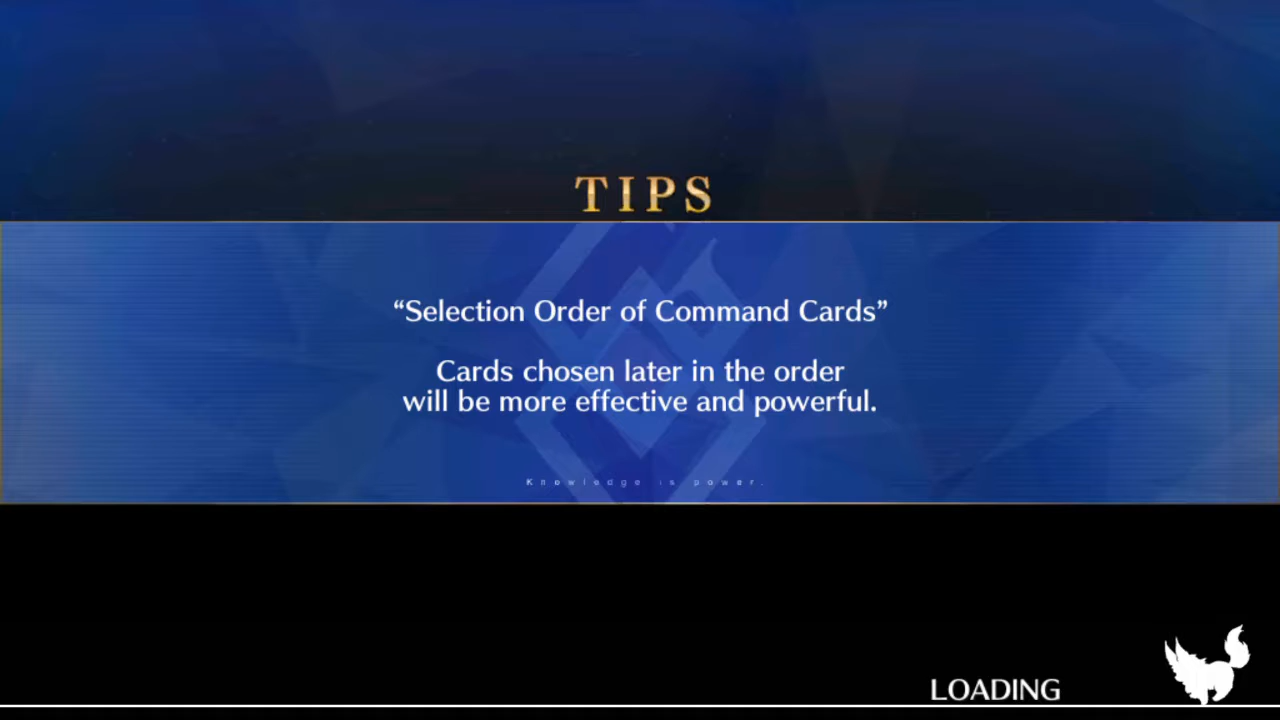 TIPS
“Selection Order of Command Cards”
Cards chosen later in the order
will be more effective and powerful.
Knowledge is power.
LOADING